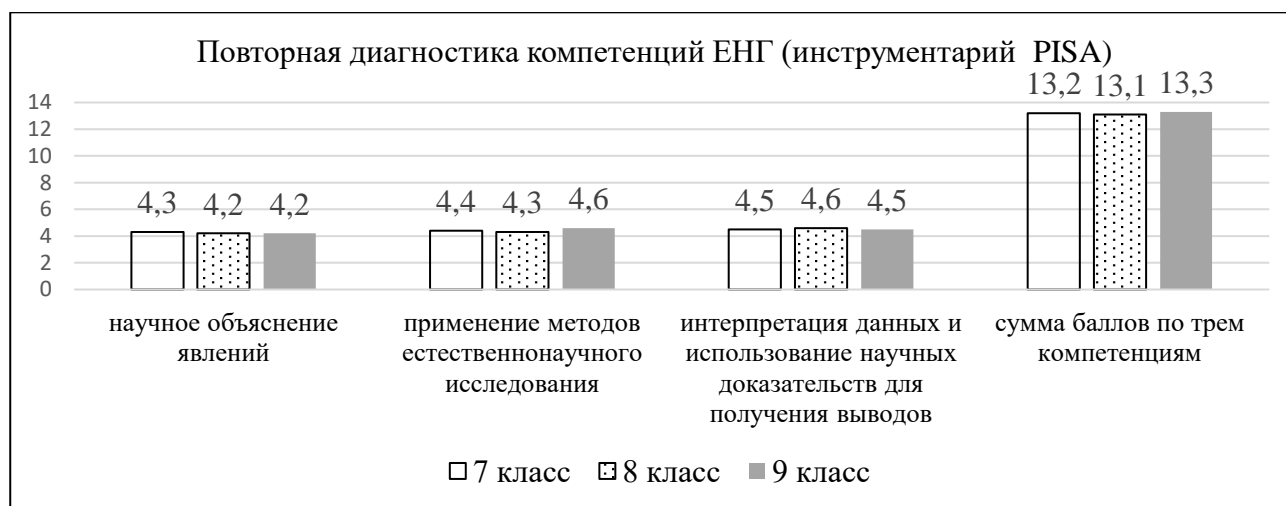 Повторная диагностика компетенций ЕНГ (инструментарий PISA)
13,2 13,1 13,3
14
12
10
8
6
4
2
0
4,3 4,2 4,2
4,4 4,3 4,6
4,5 4,6 4,5
научное объяснение
явлений
применение методов
естественнонаучного
исследования
интерпретация данных и
использование научных
доказательств для
получения выводов
сумма баллов по трем
компетенциям
7 класс 8 класс 9 класс